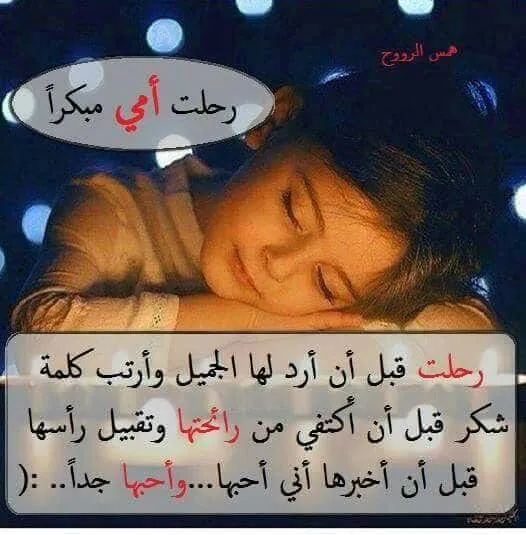 همس الرووح
رحلت أمي مبكراً
رحلت قبل أن أرد لها الجميل وأرتب كلمة
شكر قبل أن أكتفي من رائحتها وتقبيل رأسها
قبل أن أخبرها أني أحبها...وأحبها جداً.. :(